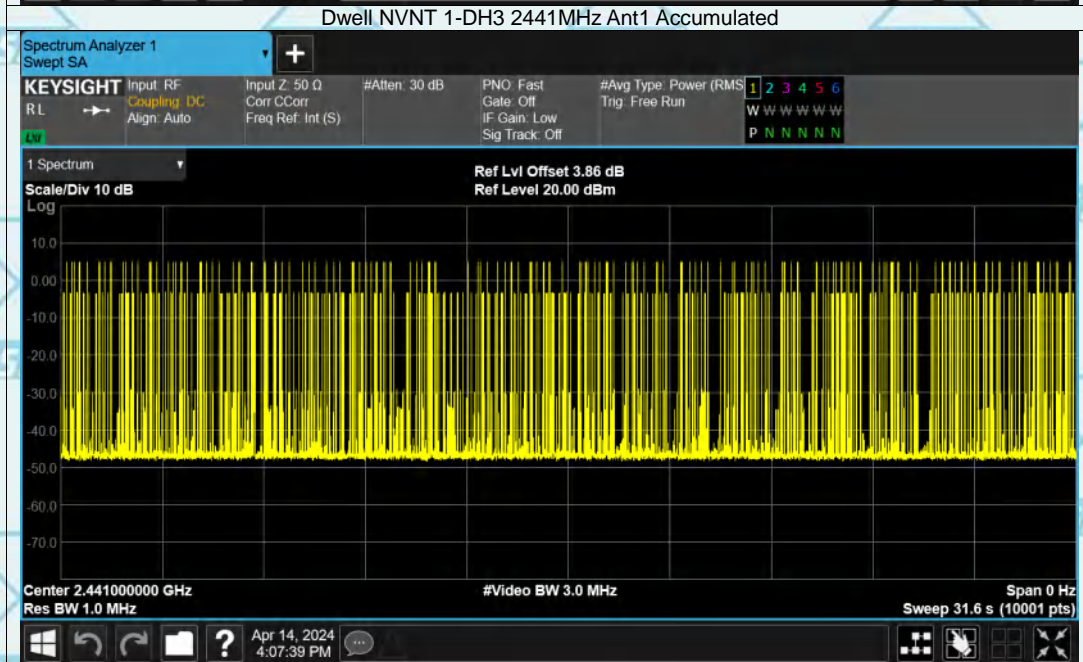 Dwell NVNT 1-DH3 2441MHz Ant1 Accumulated
Spectrum Analyzer 1
Swept SA
+
KEYSIGHT Input: RF Input Z: 50 Ω #Atten: 30 dB PNO: Fast #Avg Type: Power (RMS 1 2 3 4 5 6
R L Coupling: DC Corr CCorr Gate: Off Trig: Free Run W W W W W W
Align: Auto Freq Ref: Int (S) IF Gain: Low
Sig Track: Off P N N N N N
1 Spectrum
Ref Lvl Offset 3.86 dB
Scale/Div 10 dB Ref Level 20.00 dBm
Log
10.0
0.00
-10.0
-20.0
-30.0
-40.0
-50.0
-60.0
-70.0
Center 2.441000000 GHz #Video BW 3.0 MHz Span 0 Hz
Res BW 1.0 MHz Sweep 31.6 s (10001 pts)
? Apr 14, 2024
4:07:39 PM